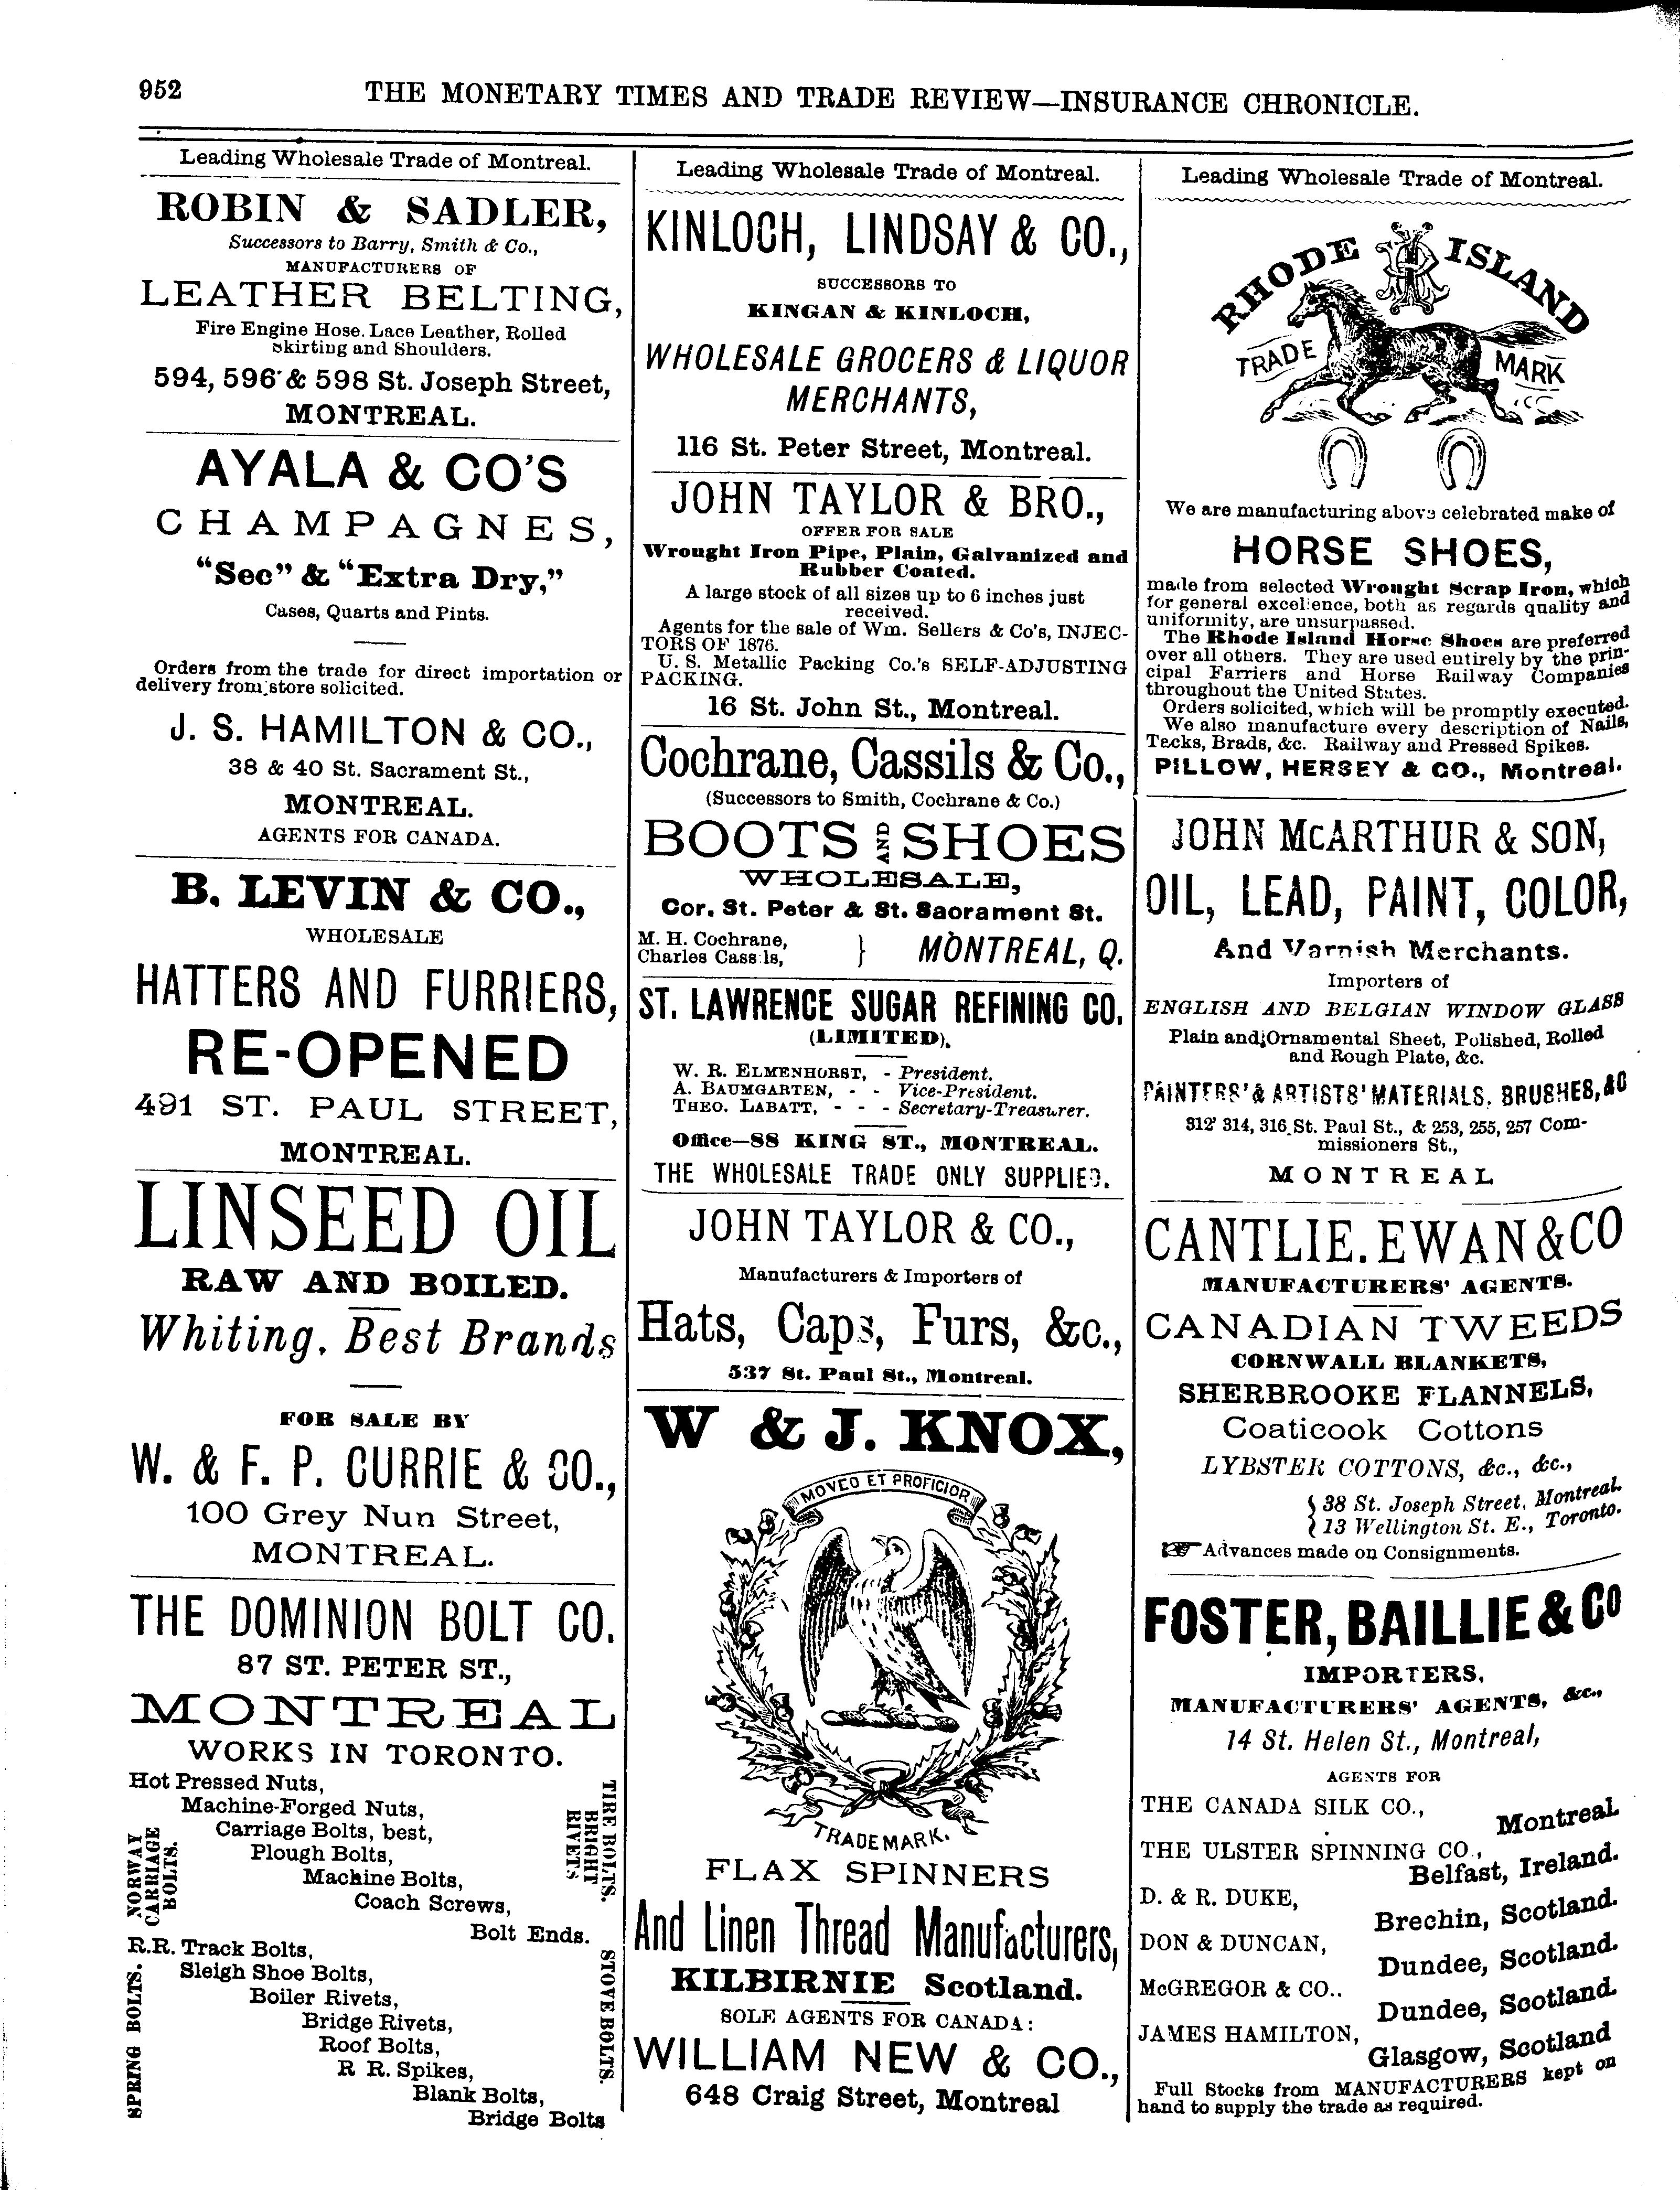 952
THE MONETARY TIMES AND TRADE REVIEW—INSURANCE CHRONICLE.
Leading Wholesale Trade of Montreal.
ROBIN & SADLER,
Successors to Barry, Smith & Co.,
MANUFACTURERS OF
LEATHER BELTING,
Fire Engine Hose. Lace Leather, Rolled
Skirting and Shoulders.
594, 596 & 598 St. Joseph Street,
MONTREAL.
AYALA & CO'S
CHAMPAGNES,
"Sec" & "Extra Dry,"
Cases, Quarts and Pints.
Orders from the trade for direct importation or
delivery from store solicited.
J. S. HAMILTON & CO.,
38 & 40 St. Sacrament St.,
MONTREAL.
AGENTS FOR CANADA.
B. LEVIN & CO.,
WHOLESALE
HATTERS AND FURRIERS,
RE-OPENED
491 ST. PAUL STREET,
MONTREAL.
LINSEED OIL
RAW AND BOILED.
Whiting, Best Brands
FOR SALE BY
W. & F. P. CURRIE & CO.,
100 Grey Nun Street,
MONTREAL.
THE DOMINION BOLT CO.
87 ST. PETER ST.,
MONTREAL
WORKS IN TORONTO.
Hot Pressed Nuts,
Machine-Forged Nuts,
Carriage Bolts, best,
Plough Bolts,
Machine Bolts,
Coach Screws,
Bolt Ends.
NORWAY
CARRIAGE
BOLTS.
TIRE BOLTS.
BRIGHT
RIVETS
R.R. Track Bolts,
Sleigh Shoe Bolts,
Boiler Rivets,
Bridge Rivets,
Roof Bolts,
R R. Spikes,
Blank Bolts,
Bridge Bolts
SPRING BOLTS.
STOVE BOLTS.
Leading Wholesale Trade of Montreal.
KINLOCH, LINDSAY & CO.,
SUCCESSORS TO
KINGAN & KINLOCH,
WHOLESALE GROCERS & LIQUOR
MERCHANTS,
116 St. Peter Street, Montreal.
JOHN TAYLOR & BRO.,
OFFER FOR SALE
Wrought Iron Pipe, Plain, Galvanized and
Rubber Coated.
A large stock of all sizes up to 6 inches just
received.
Agents for the sale of Wm. Sellers & Co's, INJEC-
TORS OF 1876.
U. S. Metallic Packing Co.'s SELF-ADJUSTING
PACKING.
16 St. John St., Montreal.
Cochrane, Cassils & Co.,
(Successors to Smith, Cochrane & Co.)
BOOTS AND SHOES
WHOLESALE,
Cor. St. Peter & St. Sacrament St.
M. H. Cochrane,
Charles Cassils,
} MONTREAL, Q.
ST. LAWRENCE SUGAR REFINING CO.
(LIMITED).
W. R. ELMENHORST, - President.
A. BAUMGARTEN, - - Vice-President.
THEO. LABATT, - - - Secretary-Treasurer.
Office—88 KING ST., MONTREAL.
THE WHOLESALE TRADE ONLY SUPPLIED.
JOHN TAYLOR & CO.,
Manufacturers & Importers of
Hats, Caps, Furs, &c.,
537 St. Paul St., Montreal.
W & J. KNOX,
MOVEO ET PROFICIOR
TRADE MARK.
FLAX SPINNERS
And Linen Thread Manufacturers,
KILBIRNIE Scotland.
SOLE AGENTS FOR CANADA:
WILLIAM NEW & CO.,
648 Craig Street, Montreal
Leading Wholesale Trade of Montreal.
RHODE ISLAND
TRADE MARK
We are manufacturing above celebrated make of
HORSE SHOES,
made from selected Wrought Scrap Iron, which
for general excellence, both as regards quality and
uniformity, are unsurpassed.
The Rhode Island Horse Shoes are preferred
over all others. They are used entirely by the prin-
cipal Farriers and Horse Railway Companies
throughout the United States.
Orders solicited, which will be promptly executed.
We also manufacture every description of Nails,
Tacks, Brads, &c. Railway and Pressed Spikes.
PILLOW, HERSEY & CO., Montreal.
JOHN McARTHUR & SON,
OIL, LEAD, PAINT, COLOR,
And Varnish Merchants.
Importers of
ENGLISH AND BELGIAN WINDOW GLASS
Plain and Ornamental Sheet, Polished, Rolled
and Rough Plate, &c.
PAINTERS' & ARTISTS' MATERIALS, BRUSHES, &C
312, 314, 316 St. Paul St., & 253, 255, 257 Com-
missioners St.,
MONTREAL
CANTLIE. EWAN & CO
MANUFACTURERS' AGENTS.
CANADIAN TWEEDS
CORNWALL BLANKETS,
SHERBROOKE FLANNELS,
Coaticook Cottons
LYBSTER COTTONS, &c., &c.,
38 St. Joseph Street, Montreal.
13 Wellington St. E., Toronto.
Advances made on Consignments.
FOSTER, BAILLIE & CO
IMPORTERS,
MANUFACTURERS' AGENTS, &c.,
14 St. Helen St., Montreal,
AGENTS FOR
THE CANADA SILK CO.,
Montreal.
THE ULSTER SPINNING CO.,
Belfast, Ireland.
D. & R. DUKE,
Brechin, Scotland.
DON & DUNCAN,
Dundee, Scotland.
McGREGOR & CO..
Dundee, Scotland.
JAMES HAMILTON,
Glasgow, Scotland
Full Stocks from MANUFACTURERS kept on
hand to supply the trade as required.